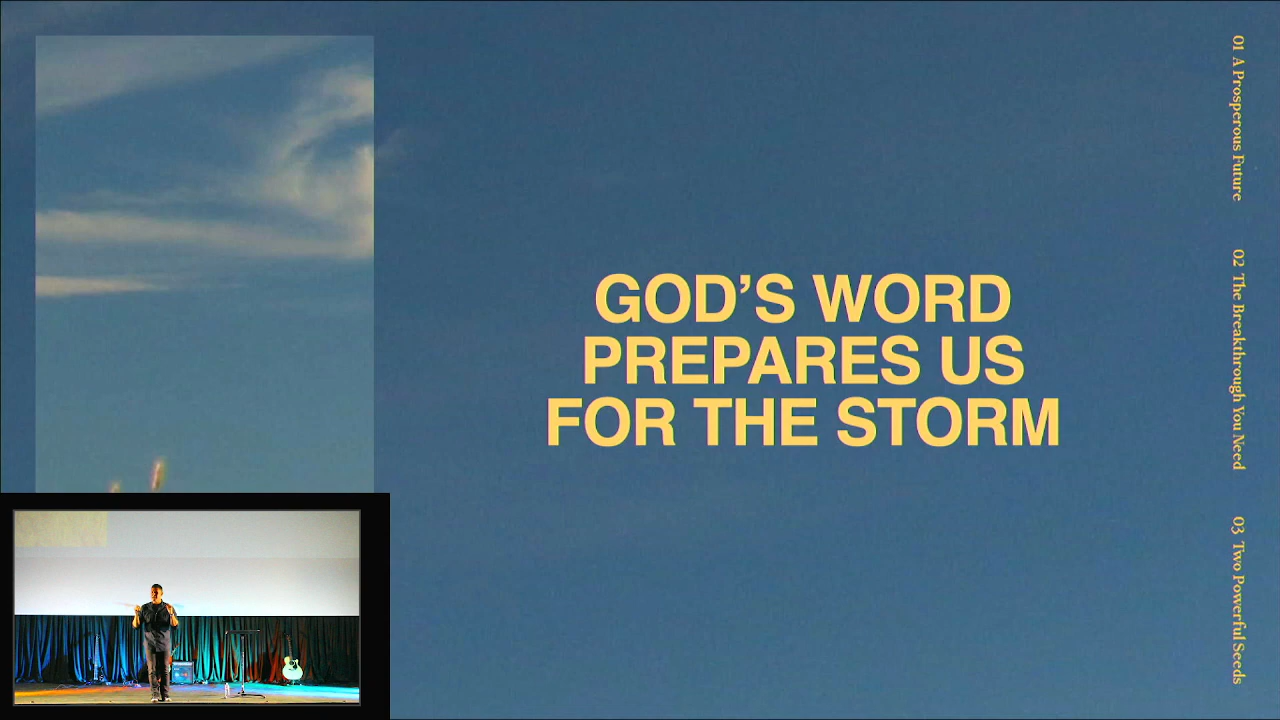 GOD’S WORD
PREPARES US
FOR THE STORM
01 A Prosperous Future
02 The Breakthrough You Need
03 Two Powerful Seeds